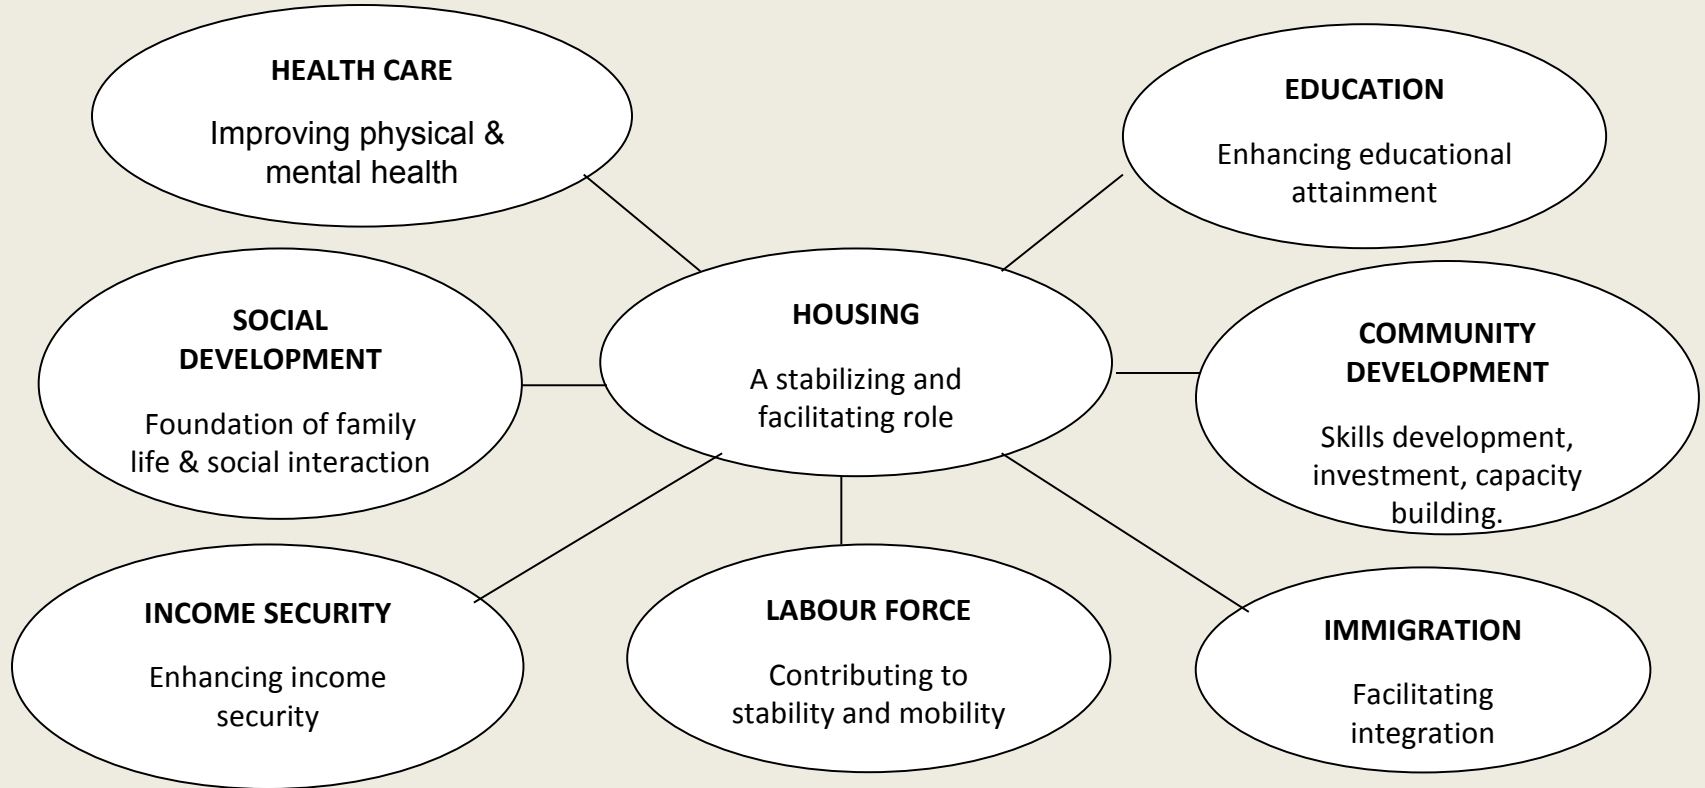 HEALTH CARE
Improving physical &
mental health
EDUCATION
Enhancing educational
attainment
SOCIAL
DEVELOPMENT
Foundation of family
life & social interaction
HOUSING
A stabilizing and
facilitating role
COMMUNITY
DEVELOPMENT
Skills development,
investment, capacity
building.
INCOME SECURITY
Enhancing income
security
LABOUR FORCE
Contributing to
stability and mobility
IMMIGRATION
Facilitating
integration